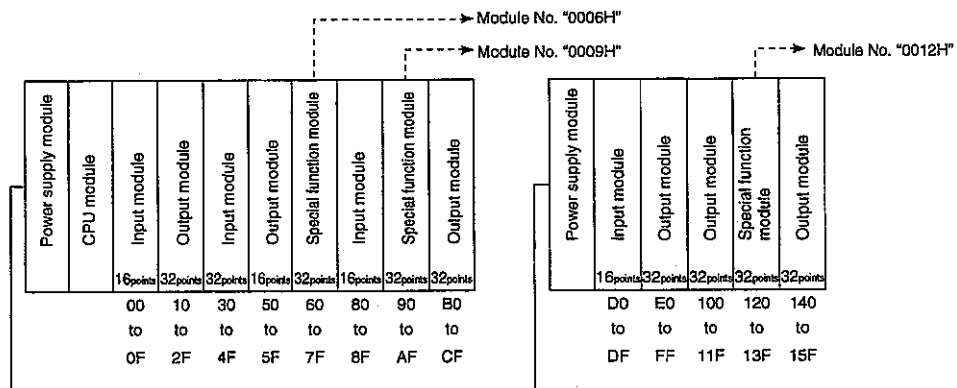 Module No. "0006H"
Module No. "0009H"
Module No. "0012H"
Power supply module
CPU module
Input module
Output module
Input module
Output module
Special function module
Input module
Special function module
Output module
16points 32points 32points 16points 32points 16points 32points 32points
00 10 30 50 60 80 90 B0
to to to to to to to to
0F 2F 4F 5F 7F 8F AF CF
Power supply module
Input module
Output module
Output module
Special function
module
Output module
16points 32points 32points 32points 32points
D0 E0 100 120 140
to to to to to
DF FF 11F 13F 15F